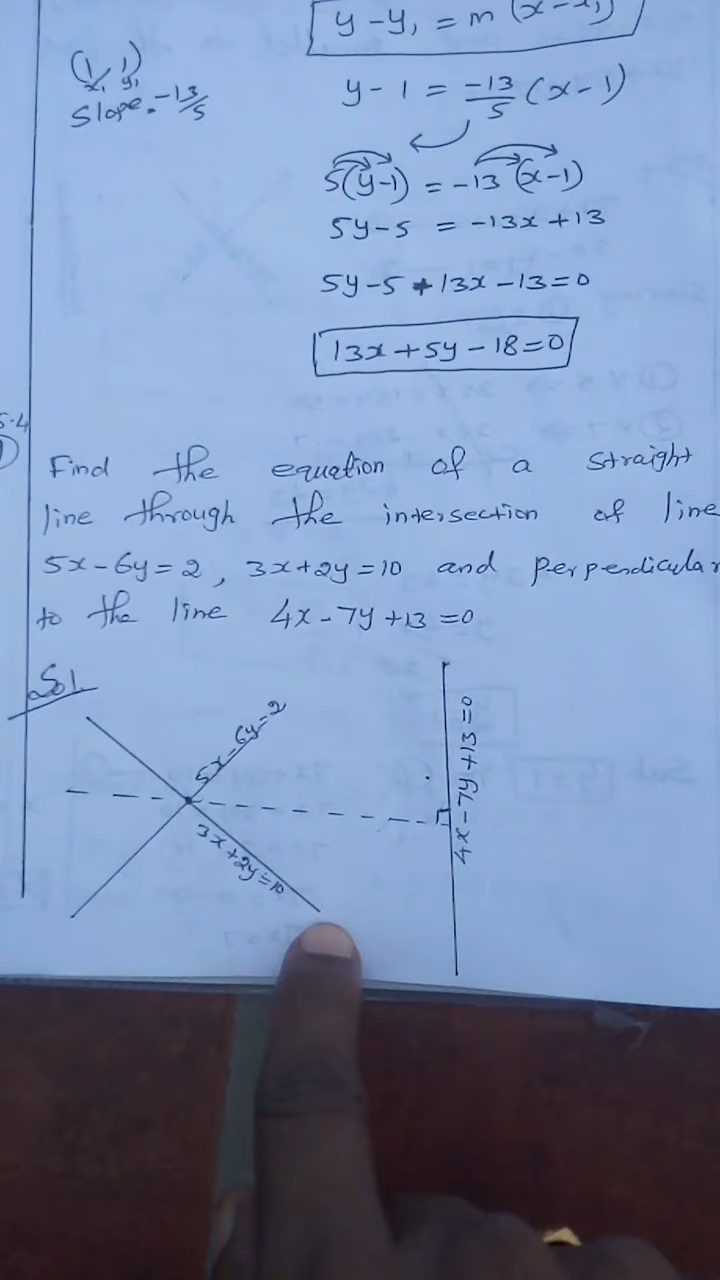 y - y₁ = m (x - x₁)
(1, 1)
x₁ y₁
Slope = -13/5
y - 1 = -13/5 (x - 1)
5(y-1) = -13 (x-1)
5y-5 = -13x+13
5y-5 + 13x-13=0
13x+5y-18=0
5.4
Find the equation of a straight
line through the intersection of line
5x-6y=2, 3x+2y=10 and perpendicular
to the line 4x-7y+13=0
Sol
5x-6y=2
3x+2y=10
4x-7y+13=0